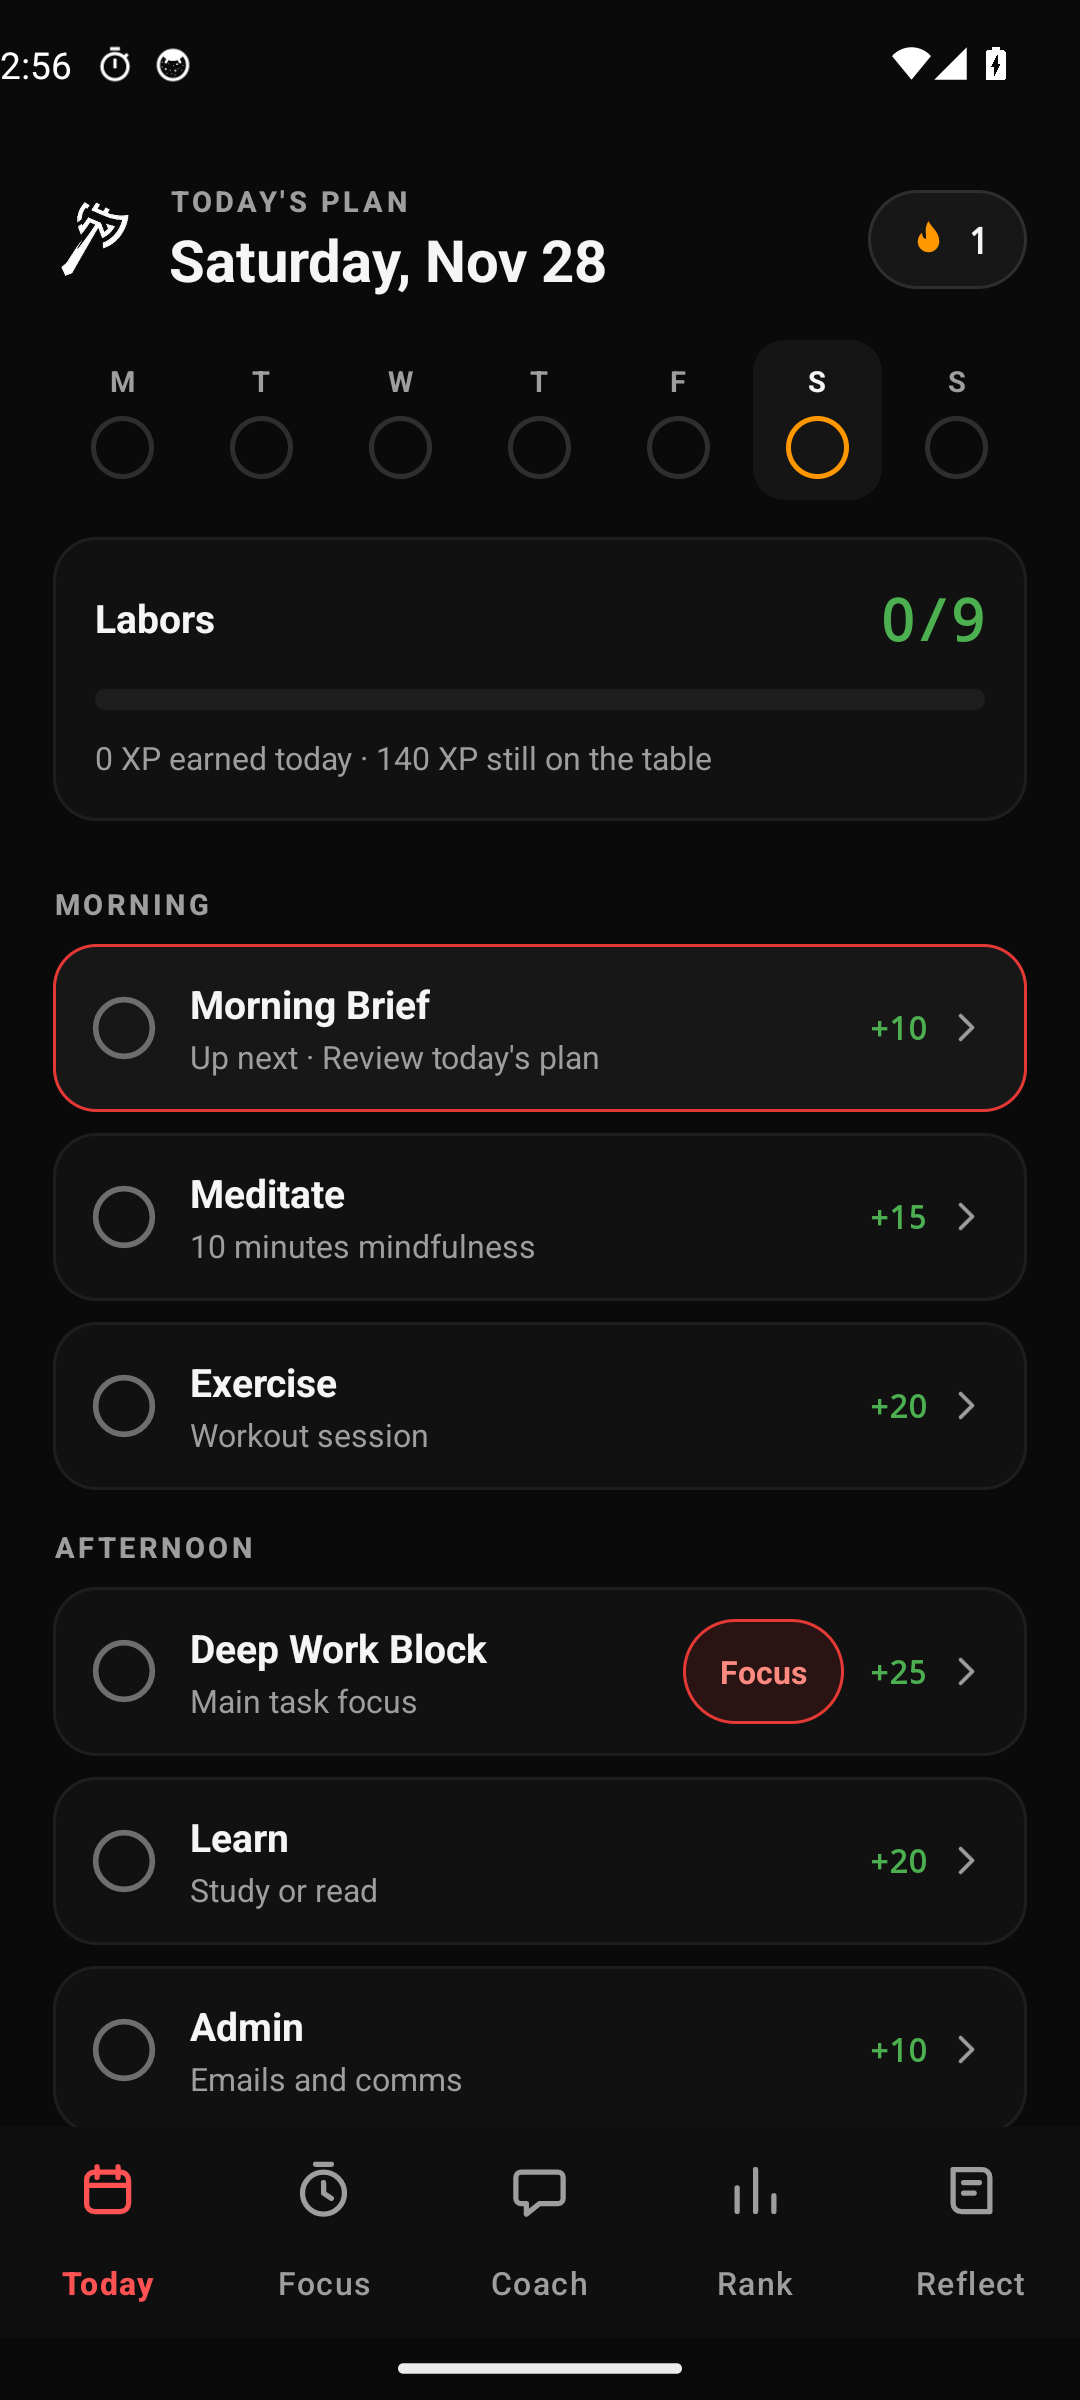 2:56
TODAY'S PLAN
Saturday, Nov 28
1
M T W T F S S
Labors
0/9
0 XP earned today · 140 XP still on the table
MORNING
Morning Brief
Up next · Review today's plan
+10
Meditate
10 minutes mindfulness
+15
Exercise
Workout session
+20
AFTERNOON
Deep Work Block
Main task focus
Focus
+25
Learn
Study or read
+20
Admin
Emails and comms
+10
Today Focus Coach Rank Reflect